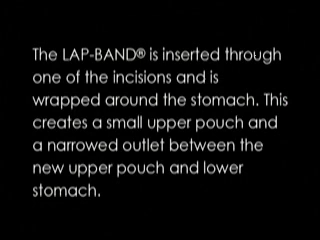 The LAP-BAND® is inserted through
one of the incisions and is
wrapped around the stomach. This
creates a small upper pouch and
a narrowed outlet between the
new upper pouch and lower
stomach.